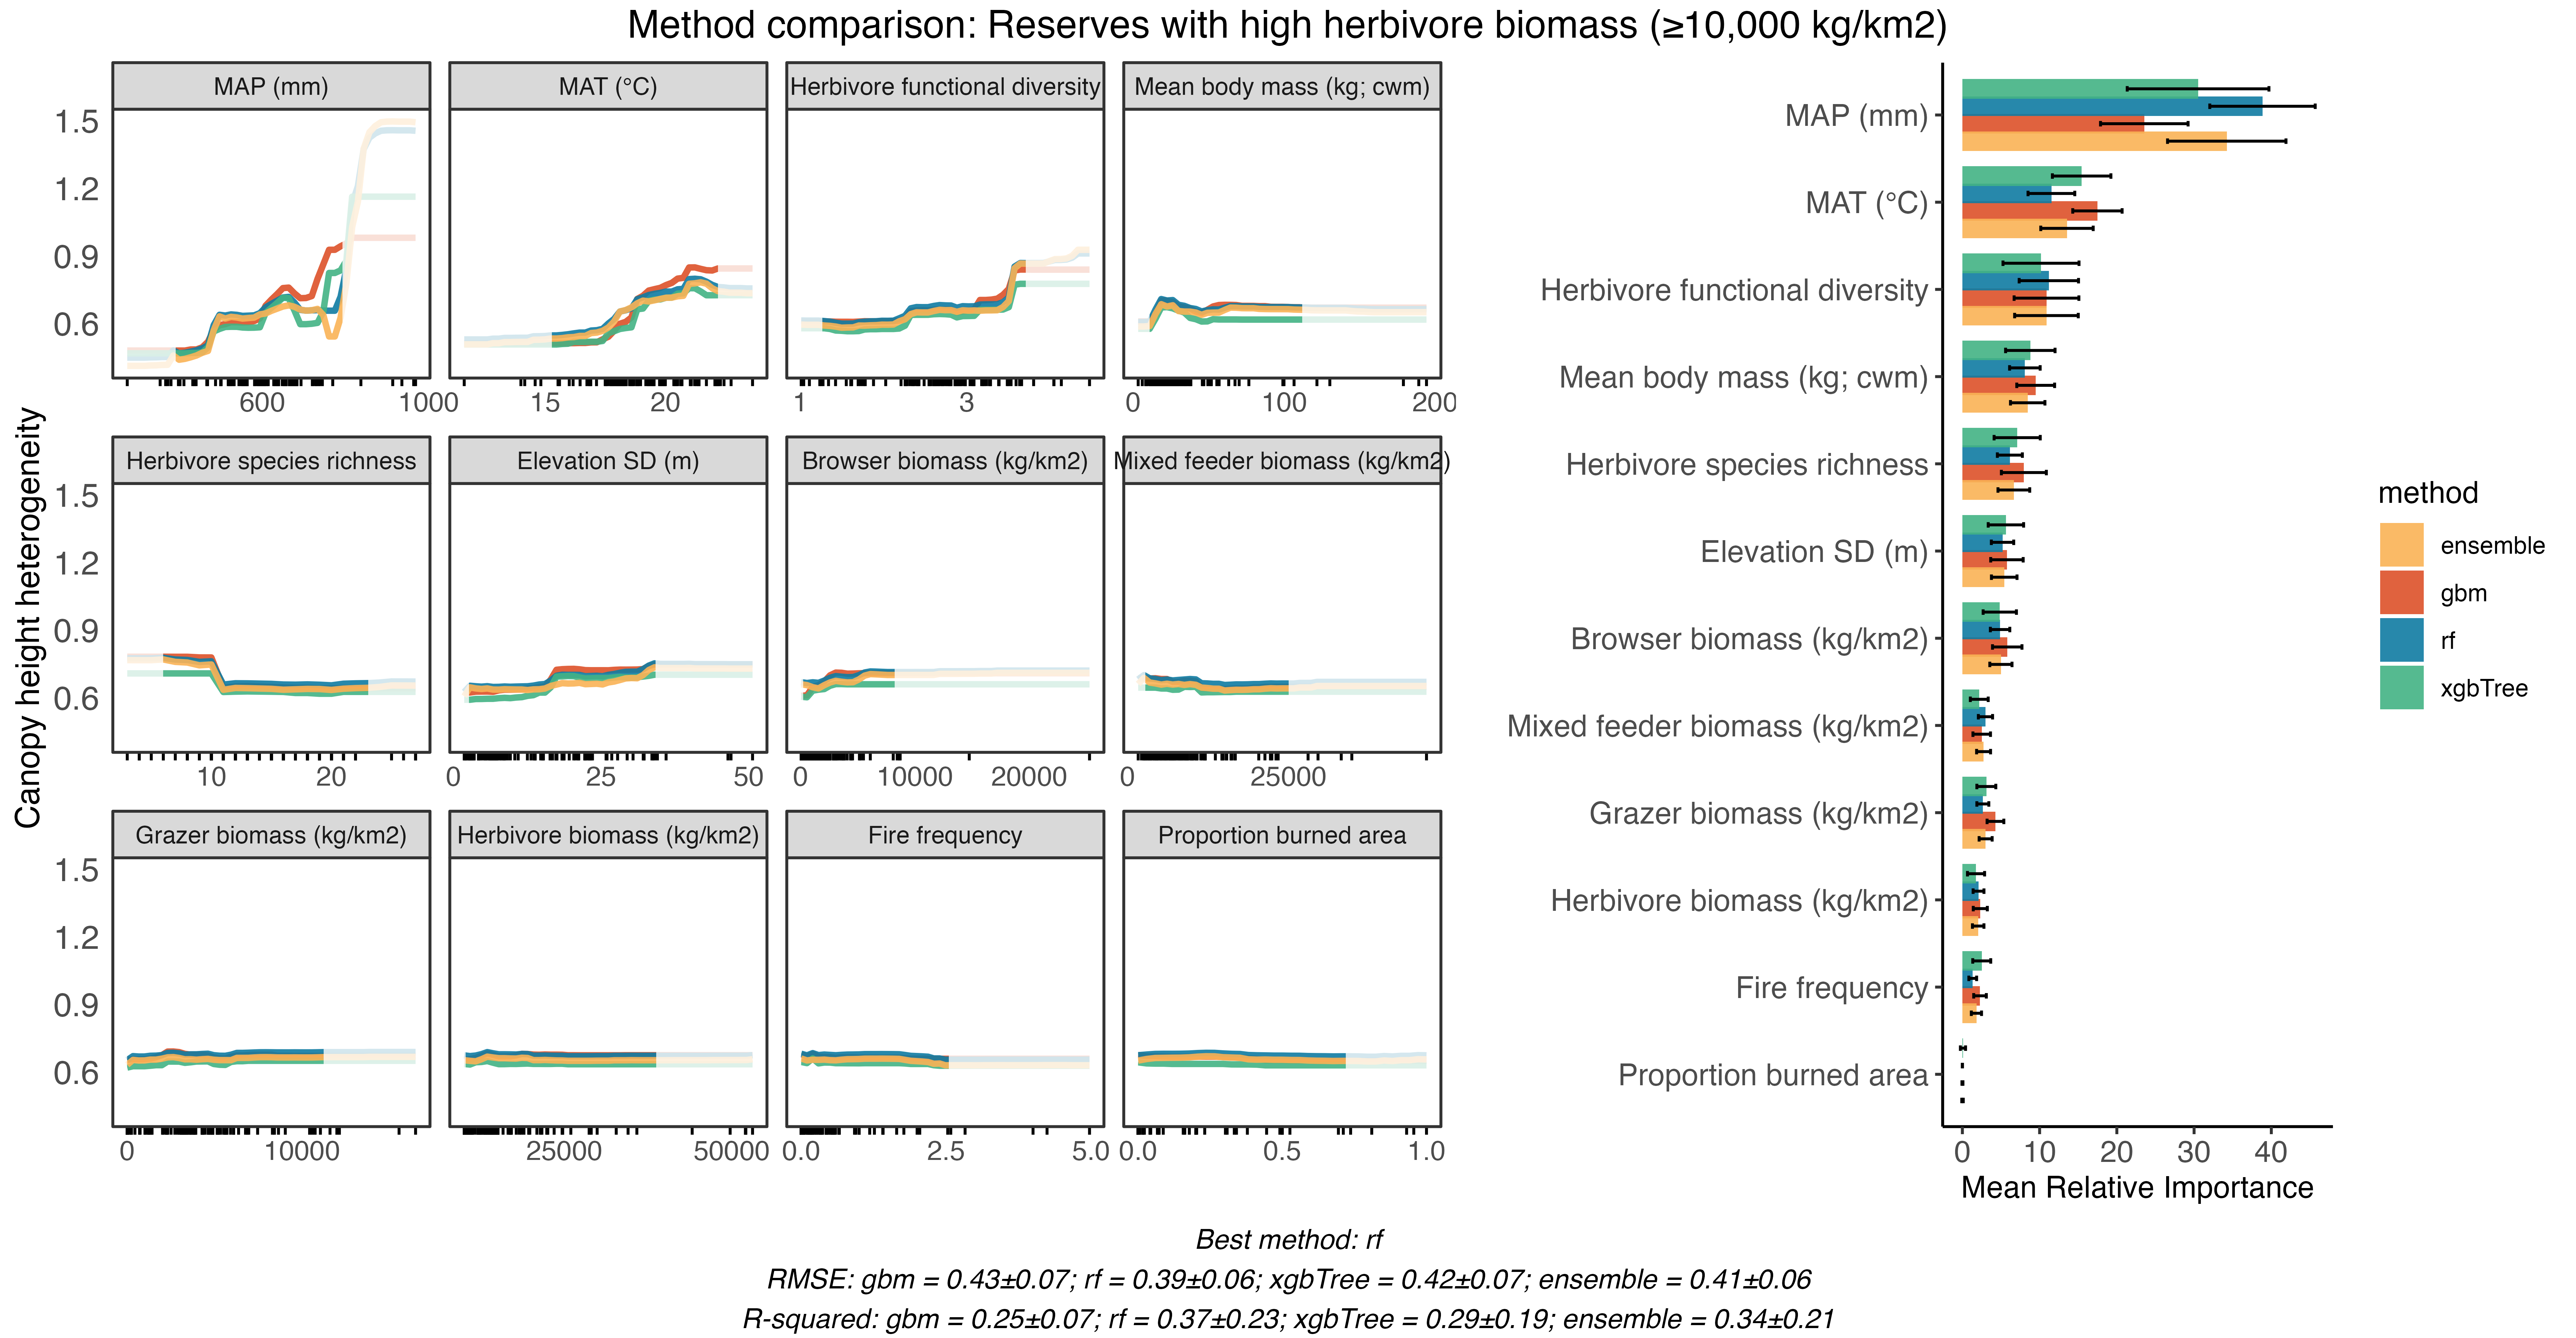 Method comparison: Reserves with high herbivore biomass (≥10,000 kg/km2)
MAP (mm)
MAT (°C)
Herbivore functional diversity
Mean body mass (kg; cwm)
1.5
1.2
0.9
0.6
600 1000
15 20
1 3
0 100 200
Herbivore species richness
Elevation SD (m)
Browser biomass (kg/km2)
Mixed feeder biomass (kg/km2)
1.5
1.2
0.9
0.6
10 20
0 25 50
0 10000 20000
0 25000
Grazer biomass (kg/km2)
Herbivore biomass (kg/km2)
Fire frequency
Proportion burned area
1.5
1.2
0.9
0.6
0 10000
25000 50000
0.0 2.5 5.0
0.0 0.5 1.0
Canopy height heterogeneity
MAP (mm)
MAT (°C)
Herbivore functional diversity
Mean body mass (kg; cwm)
Herbivore species richness
Elevation SD (m)
Browser biomass (kg/km2)
Mixed feeder biomass (kg/km2)
Grazer biomass (kg/km2)
Herbivore biomass (kg/km2)
Fire frequency
Proportion burned area
0 10 20 30 40
Mean Relative Importance
method
ensemble
gbm
rf
xgbTree
Best method: rf
RMSE: gbm = 0.43±0.07; rf = 0.39±0.06; xgbTree = 0.42±0.07; ensemble = 0.41±0.06
R-squared: gbm = 0.25±0.07; rf = 0.37±0.23; xgbTree = 0.29±0.19; ensemble = 0.34±0.21